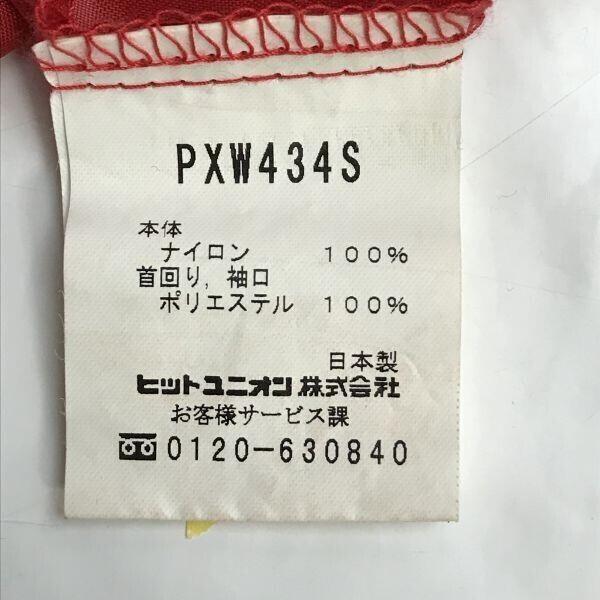 PXW434S
本体
ナイロン 100%
首回り, 袖口
ポリエステル 100%
日本製
ヒットユニオン株式会社
お客様サービス課
0120-630840